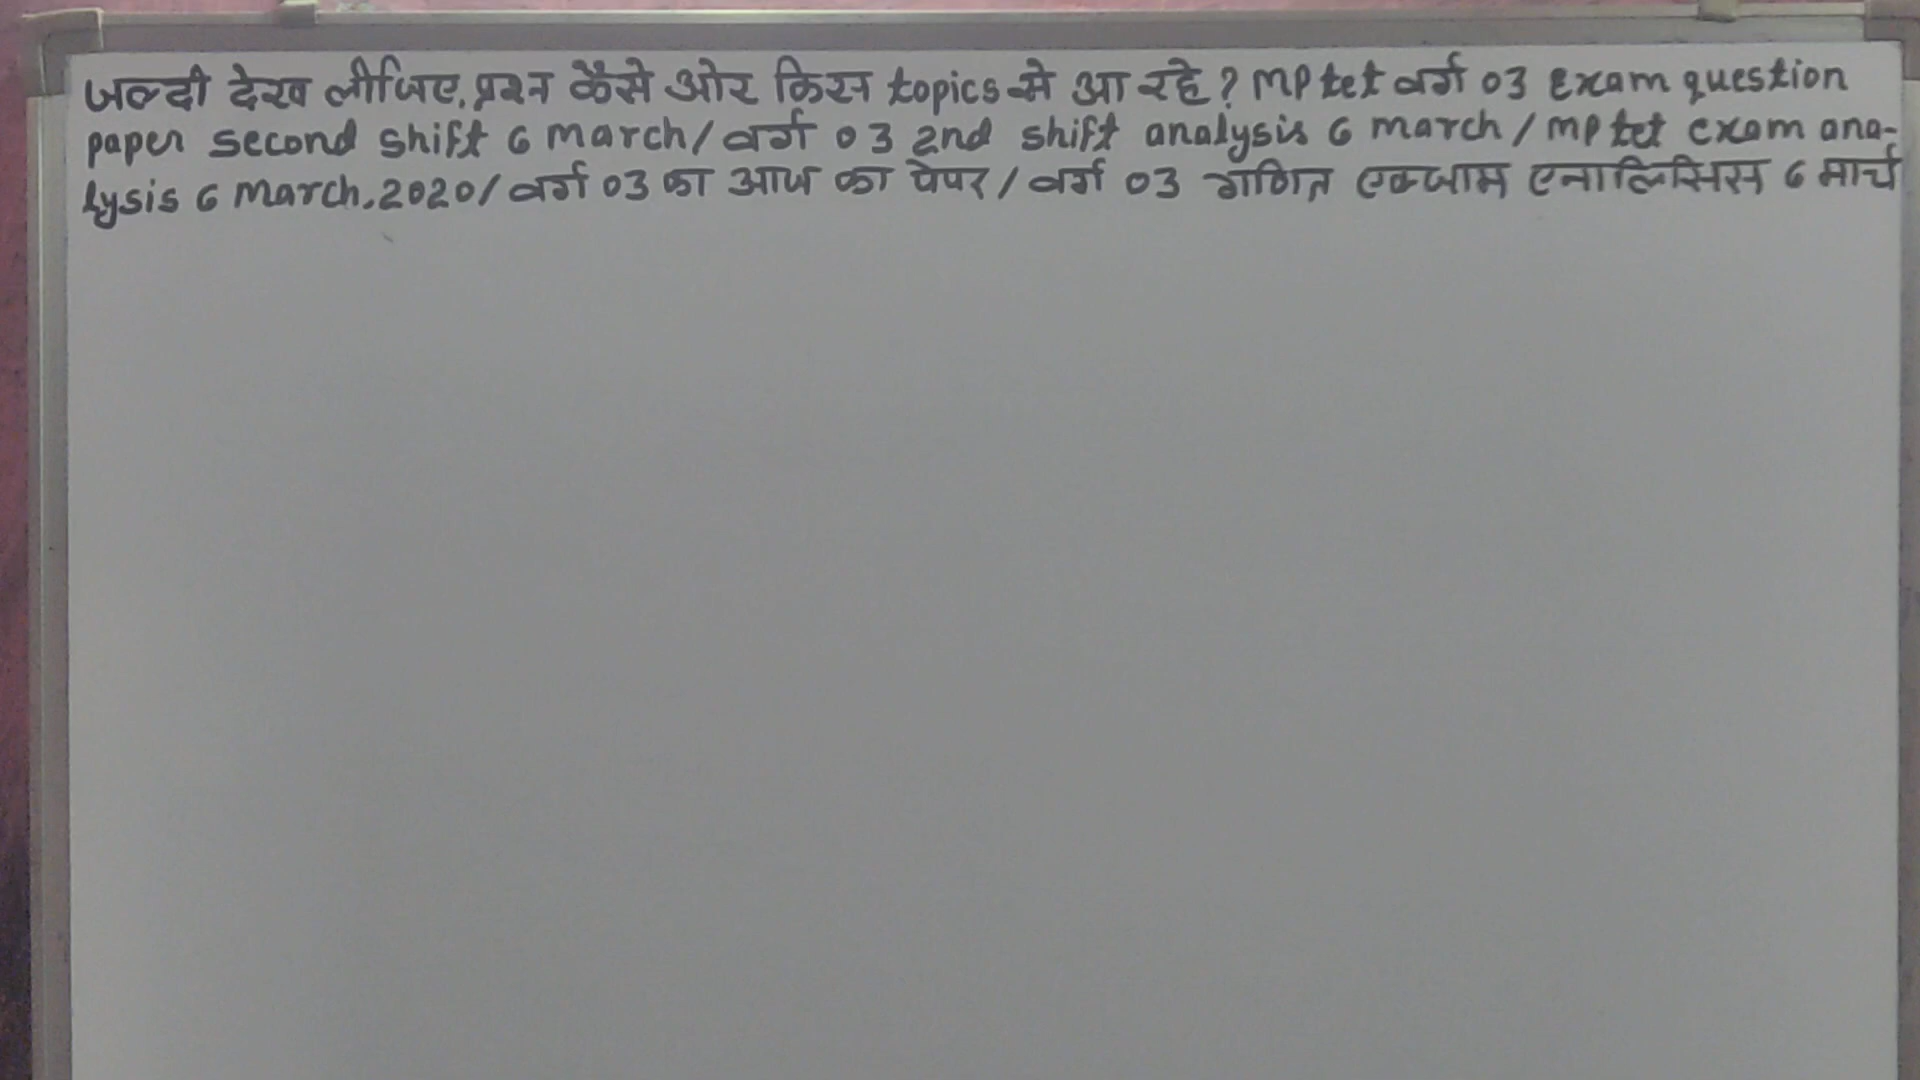 जल्दी देख लीजिए, प्रश्न कैसे ओर किस topics से आ रहे? MP tet वर्ग 03 Exam question
paper second shift 6 march/ वर्ग 03 2nd shift analysis 6 march / mp tet exam ana-
lysis 6 March, 2020/ वर्ग 03 का आज का पेपर / वर्ग 03 गणित एक्जाम एनालिसिस 6 मार्च